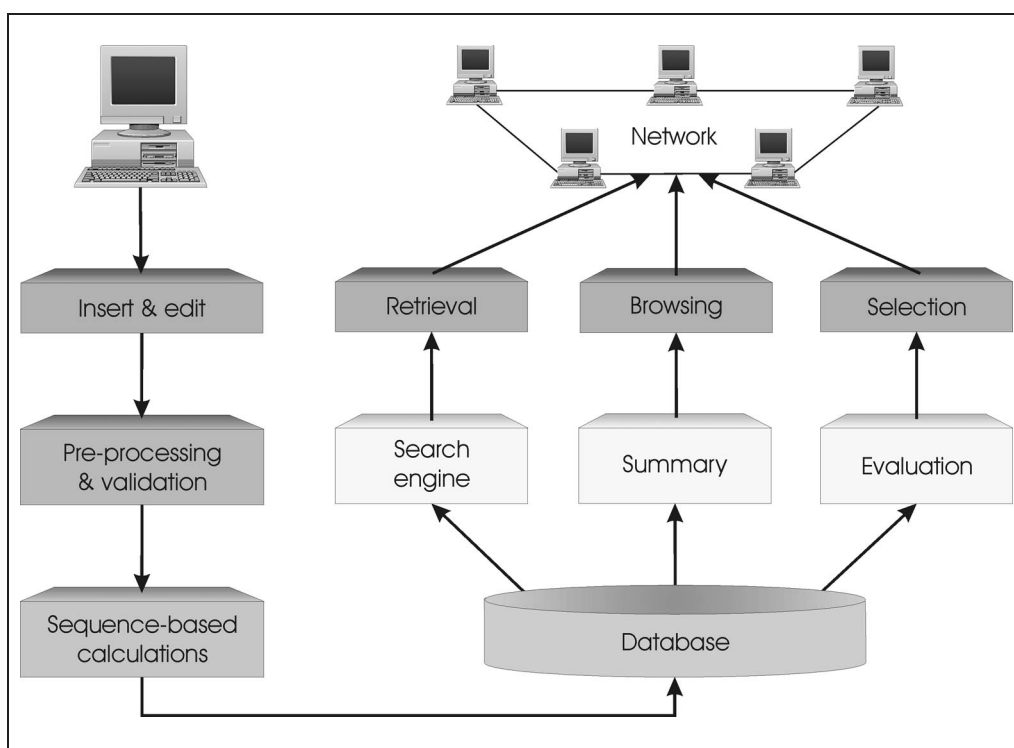 Network
Insert & edit
Retrieval
Browsing
Selection
Pre-processing
& validation
Search
engine
Summary
Evaluation
Sequence-based
calculations
Database